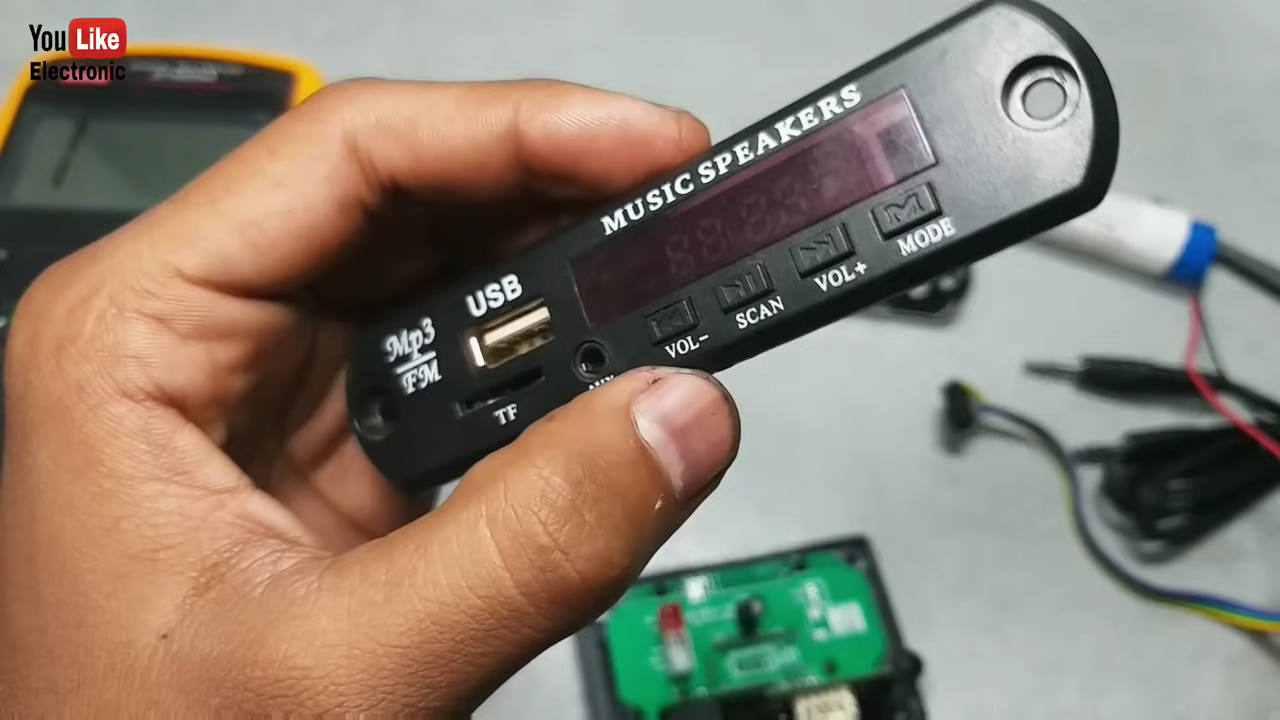 You Like
Electronic
MUSIC SPEAKERS
USB
Mp3
FM
TF
VOL-
SCAN
VOL+
M
MODE